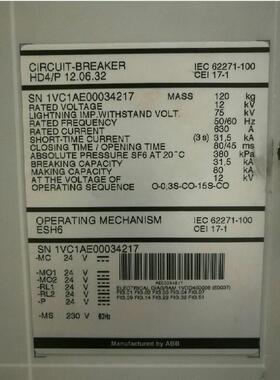 CIRCUIT-BREAKER IEC 62271-100
HD4/P 12.06.32 CEI 17-1
SN 1VC1AE00034217 MASS 120 kg
RATED VOLTAGE 12 kV
LIGHTNING IMP.WITHSTAND VOLT. 75 kV
RATED FREQUENCY 50/60 Hz
RATED CURRENT 630 A
SHORT-TIME CURRENT (3s) 31,5 kA
CLOSING TIME / OPENING TIME 80/45 ms
ABSOLUTE PRESSURE SF6 AT 20°C 380 kPa
BREAKING CAPACITY 31,5 kA
MAKING CAPACITY 80 kA
AT THE VOLTAGE OF 12 kV
OPERATING SEQUENCE O-0,3S-CO-15S-CO
OPERATING MECHANISM IEC 62271-100
ESH6 CEI 17-1
SN 1VC1AE00034217
-MC 24 V
-MO1 24 V
-MO2 24 V
-RL1 24 V
-RL2 24 V
-P 24 V
-MS 230 V 60Hz
ELECTRICAL DIAGRAM
Manufactured by ABB